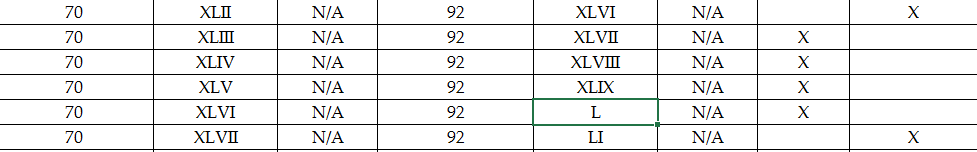 70 XLII N/A 92 XLVI N/A X
70 XLIII N/A 92 XLVII N/A X
70 XLIV N/A 92 XLVIII N/A X
70 XLV N/A 92 XLIX N/A X
70 XLVI N/A 92 L N/A X
70 XLVII N/A 92 LI N/A X